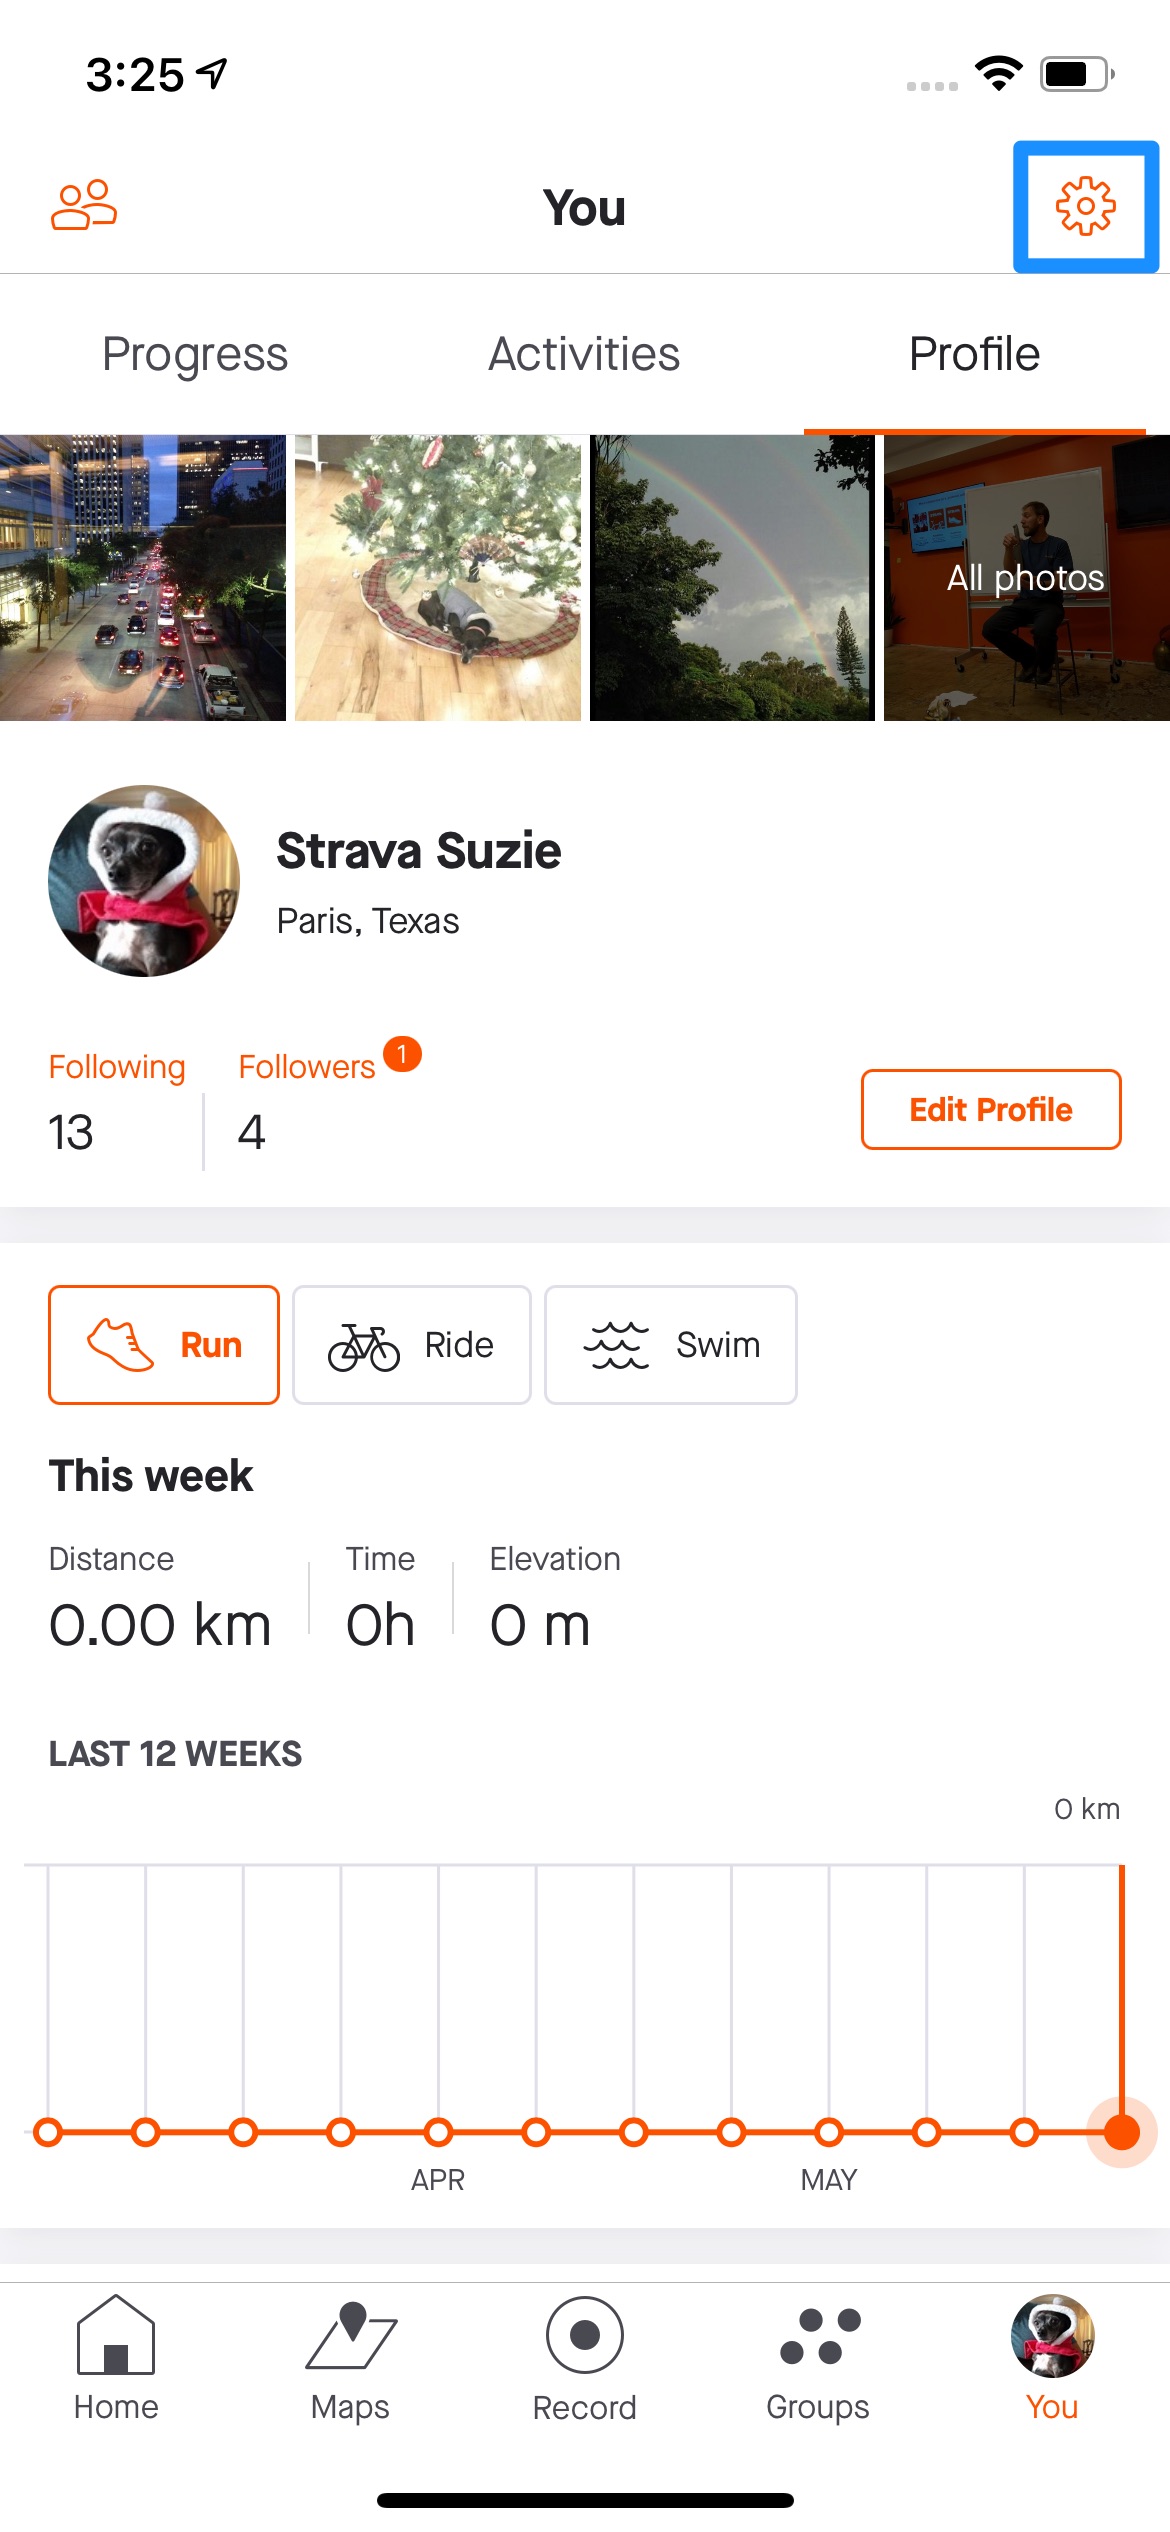 3:25
You
Progress Activities Profile
All photos
Strava Suzie
Paris, Texas
Following Followers 1
13 4
Edit Profile
Run Ride Swim
This week
Distance Time Elevation
0.00 km 0h 0 m
LAST 12 WEEKS
0 km
APR MAY
Home Maps Record Groups You